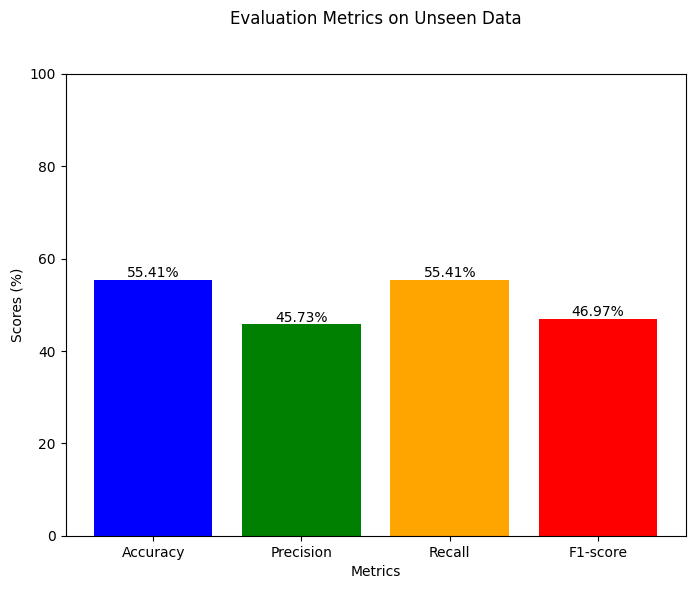 Evaluation Metrics on Unseen Data
100
80
60
40
20
0
Scores (%)
55.41%
45.73%
55.41%
46.97%
Accuracy
Precision
Recall
F1-score
Metrics